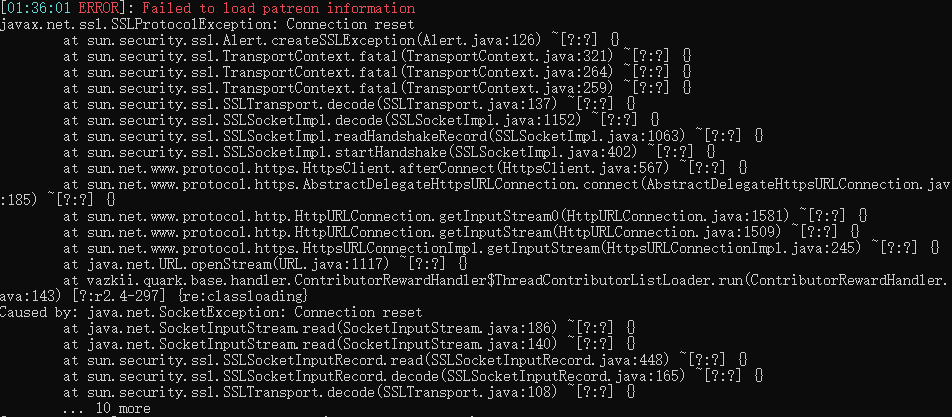 [01:36:01 ERROR]: Failed to load patreon information
javax.net.ssl.SSLProtocolException: Connection reset
at sun.security.ssl.Alert.createSSLException(Alert.java:126) ~[?:?] {}
at sun.security.ssl.TransportContext.fatal(TransportContext.java:321) ~[?:?] {}
at sun.security.ssl.TransportContext.fatal(TransportContext.java:264) ~[?:?] {}
at sun.security.ssl.TransportContext.fatal(TransportContext.java:259) ~[?:?] {}
at sun.security.ssl.SSLTransport.decode(SSLTransport.java:137) ~[?:?] {}
at sun.security.ssl.SSLSocketImpl.decode(SSLSocketImpl.java:1152) ~[?:?] {}
at sun.security.ssl.SSLSocketImpl.readHandshakeRecord(SSLSocketImpl.java:1063) ~[?:?] {}
at sun.security.ssl.SSLSocketImpl.startHandshake(SSLSocketImpl.java:402) ~[?:?] {}
at sun.net.www.protocol.https.HttpsClient.afterConnect(HttpsClient.java:567) ~[?:?] {}
at sun.net.www.protocol.https.AbstractDelegateHttpsURLConnection.connect(AbstractDelegateHttpsURLConnection.jav
:185) ~[?:?] {}
at sun.net.www.protocol.http.HttpURLConnection.getInputStream0(HttpURLConnection.java:1581) ~[?:?] {}
at sun.net.www.protocol.http.HttpURLConnection.getInputStream(HttpURLConnection.java:1509) ~[?:?] {}
at sun.net.www.protocol.https.HttpsURLConnectionImpl.getInputStream(HttpsURLConnectionImpl.java:245) ~[?:?] {}
at java.net.URL.openStream(URL.java:1117) ~[?:?] {}
at vazkii.quark.base.handler.ContributorRewardHandler$ThreadContributorListLoader.run(ContributorRewardHandler.
ava:143) [?:r2.4-297] {re:classloading}
Caused by: java.net.SocketException: Connection reset
at java.net.SocketInputStream.read(SocketInputStream.java:186) ~[?:?] {}
at java.net.SocketInputStream.read(SocketInputStream.java:140) ~[?:?] {}
at sun.security.ssl.SSLSocketInputRecord.read(SSLSocketInputRecord.java:448) ~[?:?] {}
at sun.security.ssl.SSLSocketInputRecord.decode(SSLSocketInputRecord.java:165) ~[?:?] {}
at sun.security.ssl.SSLTransport.decode(SSLTransport.java:108) ~[?:?] {}
... 10 more